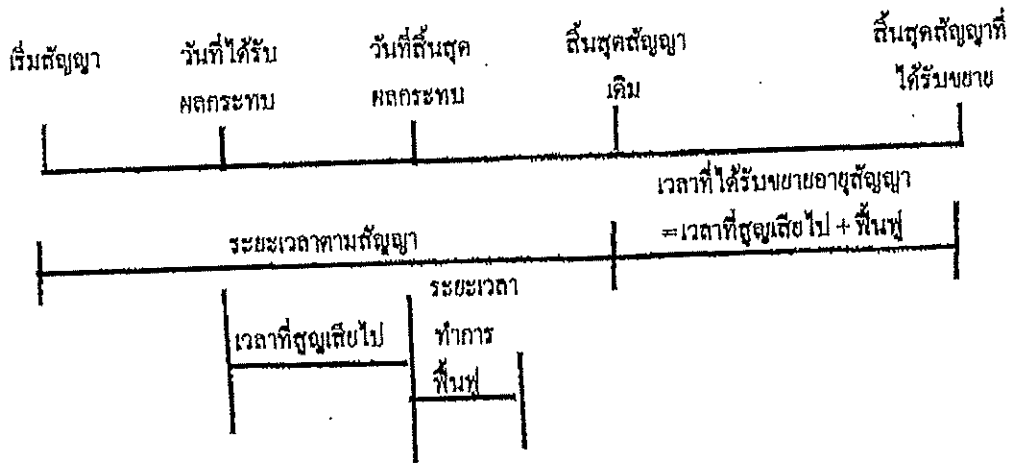 เริ่มสัญญา
วันที่ได้รับ
ผลกระทบ
วันที่สิ้นสุด
ผลกระทบ
สิ้นสุดสัญญา
เดิม
สิ้นสุดสัญญาที่
ได้รับขยาย
เวลาที่ได้รับขยายอายุสัญญา
=เวลาที่สูญเสียไป+ฟื้นฟู
ระยะเวลาตามสัญญา
เวลาที่สูญเสียไป
ระยะเวลา
ทำการ
ฟื้นฟู